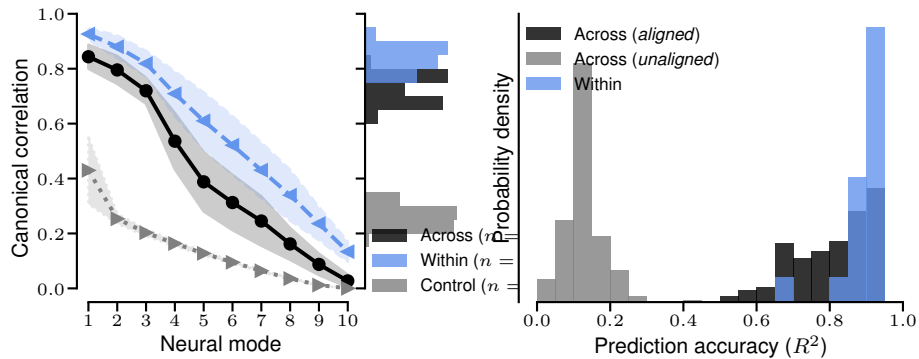 1.0
0.8
0.6
0.4
0.2
0.0
Canonical correlation
1 2 3 4 5 6 7 8 9 10
Neural mode
Across (n =
Within (n =
Control (n =
Probability density
Across (aligned)
Across (unaligned)
Within
0.0 0.2 0.4 0.6 0.8 1.0
Prediction accuracy (R²)